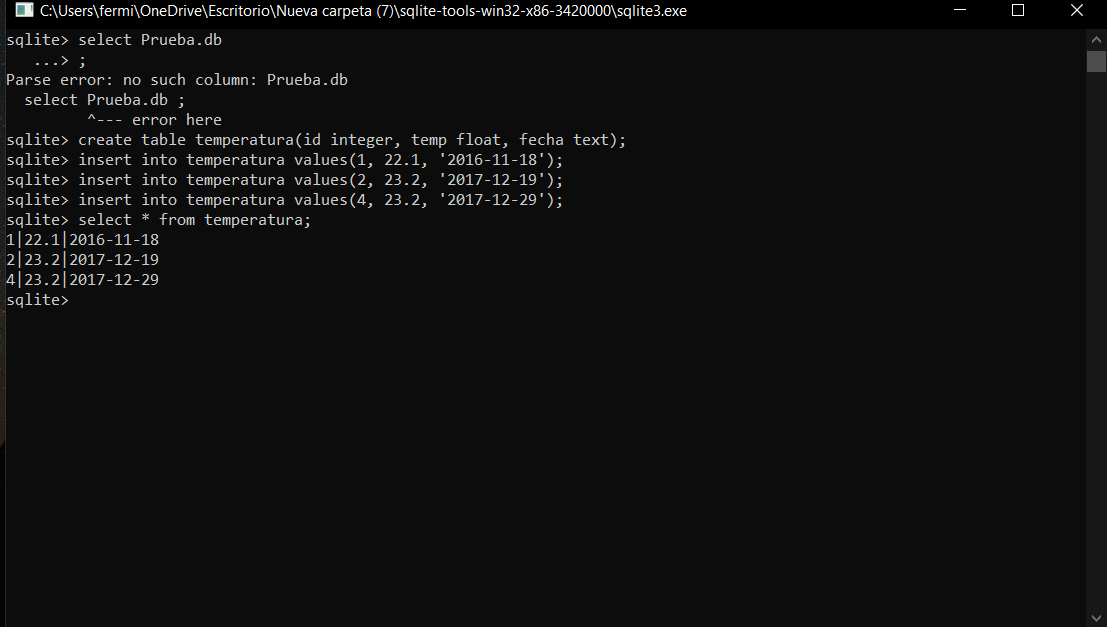 C:\Users\fermi\OneDrive\Escritorio\Nueva carpeta (7)\sqlite-tools-win32-x86-3420000\sqlite3.exe
sqlite> select Prueba.db
   ...> ;
Parse error: no such column: Prueba.db
  select Prueba.db ;
         ^--- error here
sqlite> create table temperatura(id integer, temp float, fecha text);
sqlite> insert into temperatura values(1, 22.1, '2016-11-18');
sqlite> insert into temperatura values(2, 23.2, '2017-12-19');
sqlite> insert into temperatura values(4, 23.2, '2017-12-29');
sqlite> select * from temperatura;
1|22.1|2016-11-18
2|23.2|2017-12-19
4|23.2|2017-12-29
sqlite>